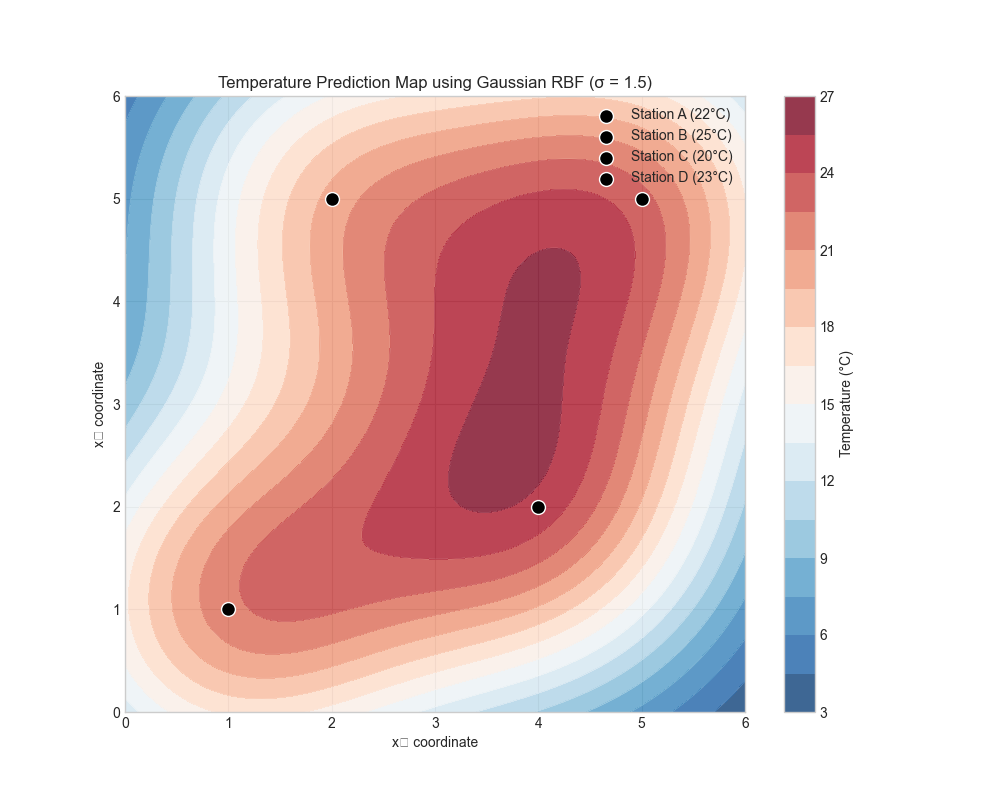 Temperature Prediction Map using Gaussian RBF (σ = 1.5)
Station A (22°C)
Station B (25°C)
Station C (20°C)
Station D (23°C)
6
5
4
3
2
1
0
x▯ coordinate
0 1 2 3 4 5 6
x▯ coordinate
27
24
21
18
15
12
9
6
3
Temperature (°C)